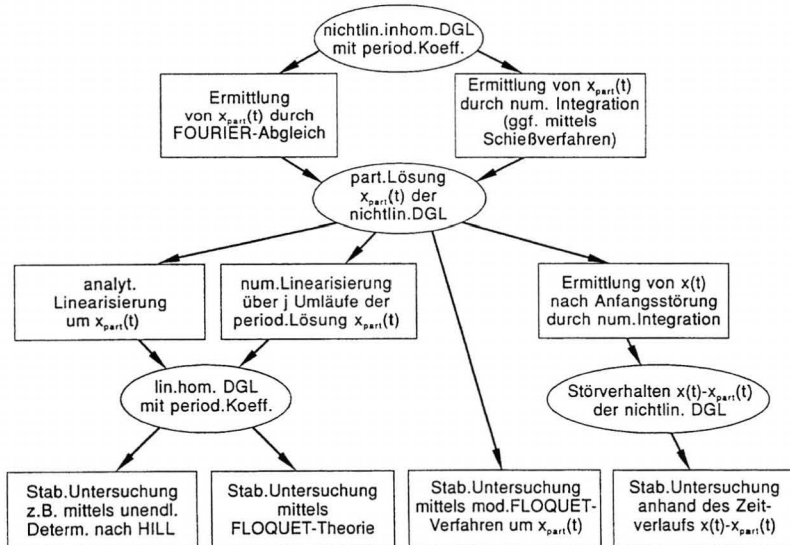 nichtlin.inhom.DGL
mit period.Koeff.
Ermittlung
von x_part(t) durch
FOURIER-Abgleich
Ermittlung von x_part(t)
durch num. Integration
(ggf. mittels
Schießverfahren)
part.Lösung
x_part(t) der
nichtlin.DGL
analyt.
Linearisierung
um x_part(t)
num.Linearisierung
über j Umläufe der
period.Lösung x_part(t)
Ermittlung von x(t)
nach Anfangsstörung
durch num.Integration
lin.hom. DGL
mit period.Koeff.
Störverhalten x(t)-x_part(t)
der nichtlin. DGL
Stab.Untersuchung
z.B. mittels unendl.
Determ. nach HILL
Stab.Untersuchung
mittels
FLOQUET-Theorie
Stab.Untersuchung
mittels mod.FLOQUET-
Verfahren um x_part(t)
Stab.Untersuchung
anhand des Zeit-
verlaufs x(t)-x_part(t)